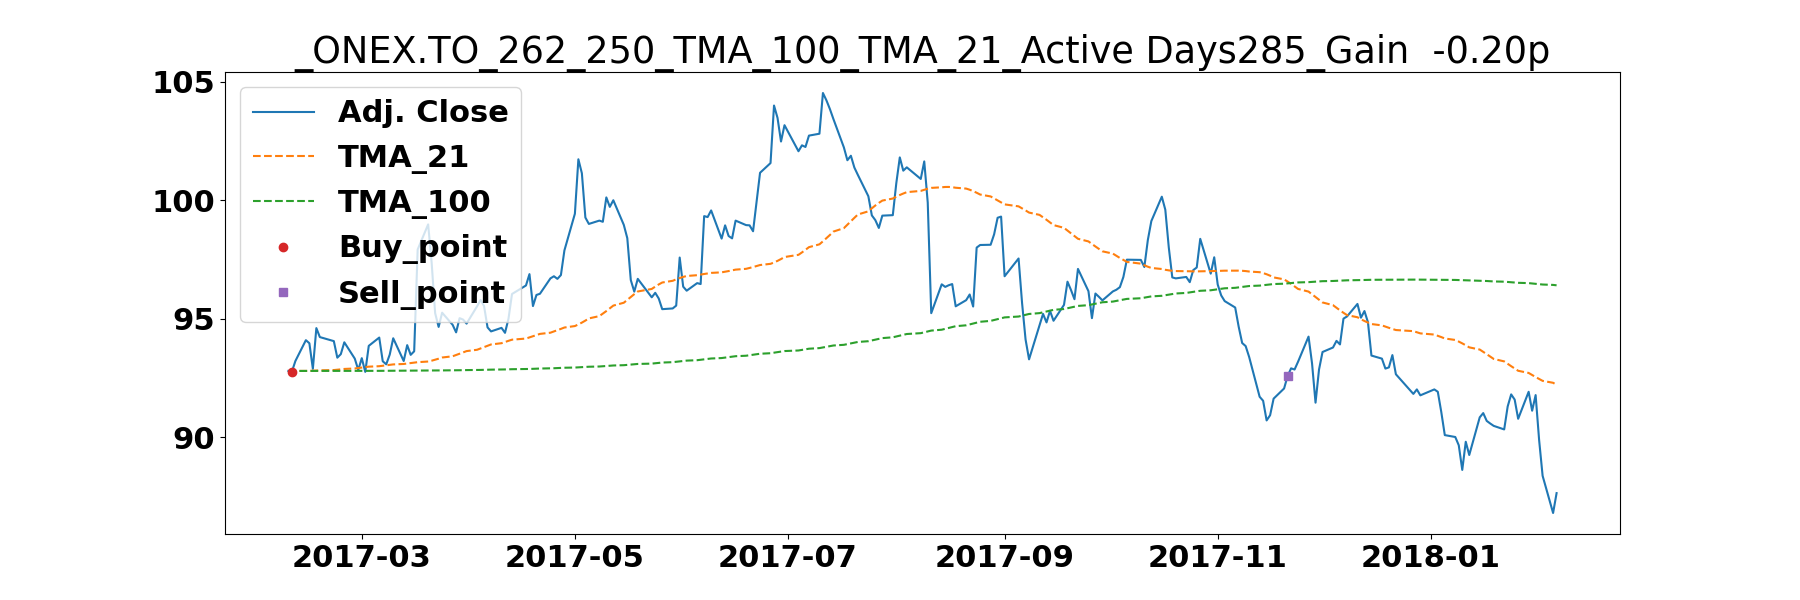 _ONEX.TO_262_250_TMA_100_TMA_21_Active Days285_Gain  -0.20p
105
100
95
90
Adj. Close
TMA_21
TMA_100
Buy_point
Sell_point
2017-03 2017-05 2017-07 2017-09 2017-11 2018-01